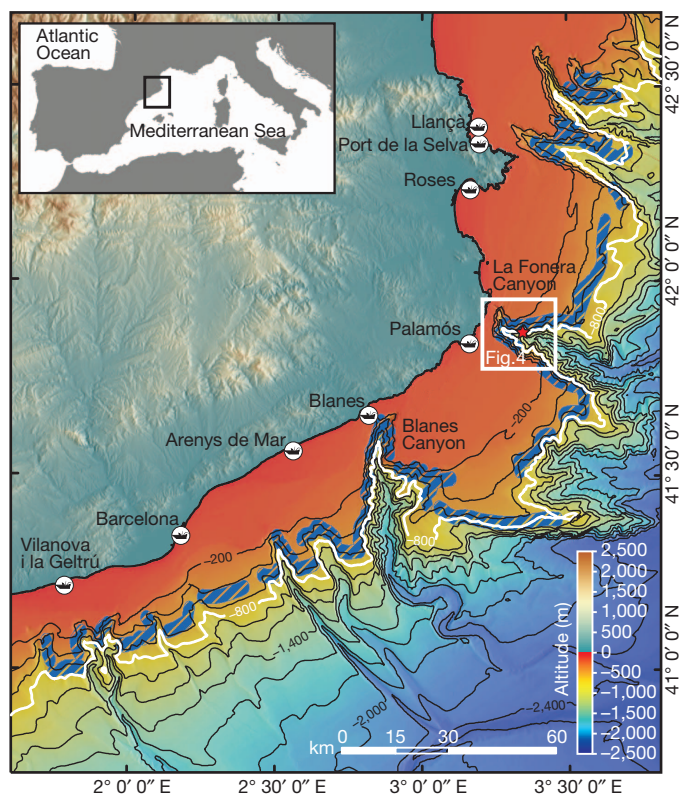 Atlantic
Ocean
Mediterranean Sea
42° 30′ 0″ N
Llançà
Port de la Selva
Roses
42° 0′ 0″ N
La Fonera
Canyon
−800
Palamós
Fig.4
Blanes
−200
Blanes
Canyon
Arenys de Mar
41° 30′ 0″ N
Barcelona
−800
Vilanova
i la Geltrú
−200
−800
−1,400
−2,000
−2,400
41° 0′ 0″ N
Altitude (m)
2,500
2,000
1,500
1,000
500
0
−500
−1,000
−1,500
−2,000
−2,500
km
0 15 30 60
2° 0′ 0″ E
2° 30′ 0″ E
3° 0′ 0″ E
3° 30′ 0″ E